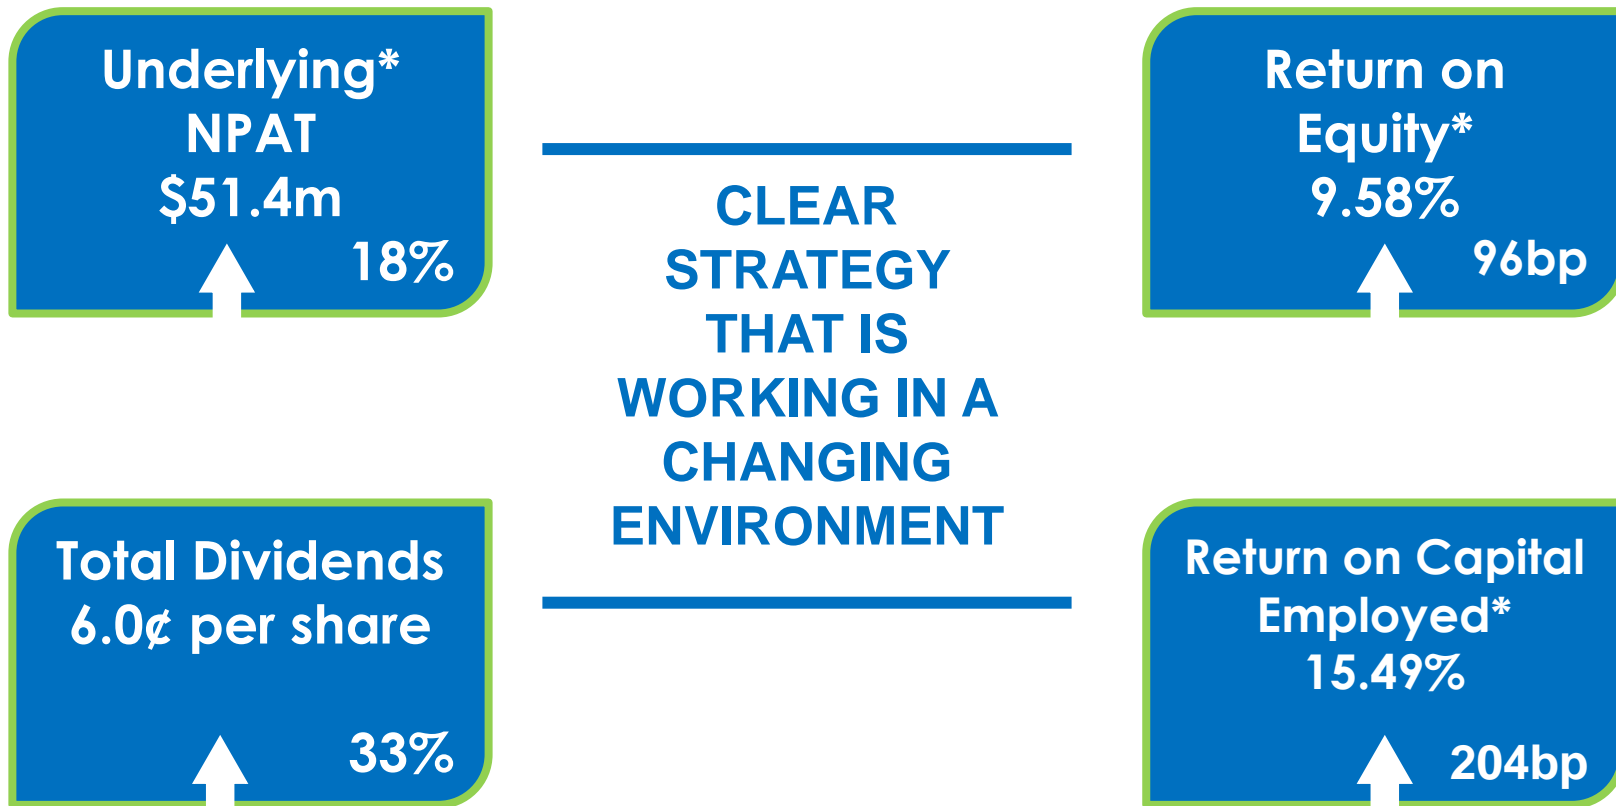 Underlying*
NPAT
$51.4m
18%
CLEAR
STRATEGY
THAT IS
WORKING IN A
CHANGING
ENVIRONMENT
Return on
Equity*
9.58%
96bp
Total Dividends
6.0¢ per share
33%
Return on Capital
Employed*
15.49%
204bp